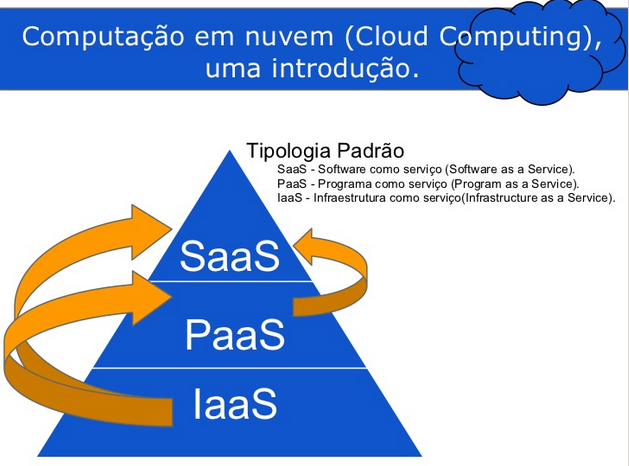 Computação em nuvem (Cloud Computing),
uma introdução.
Tipologia Padrão
SaaS - Software como serviço (Software as a Service).
PaaS - Programa como serviço (Program as a Service).
IaaS - Infraestrutura como serviço(Infrastructure as a Service).
SaaS
PaaS
IaaS